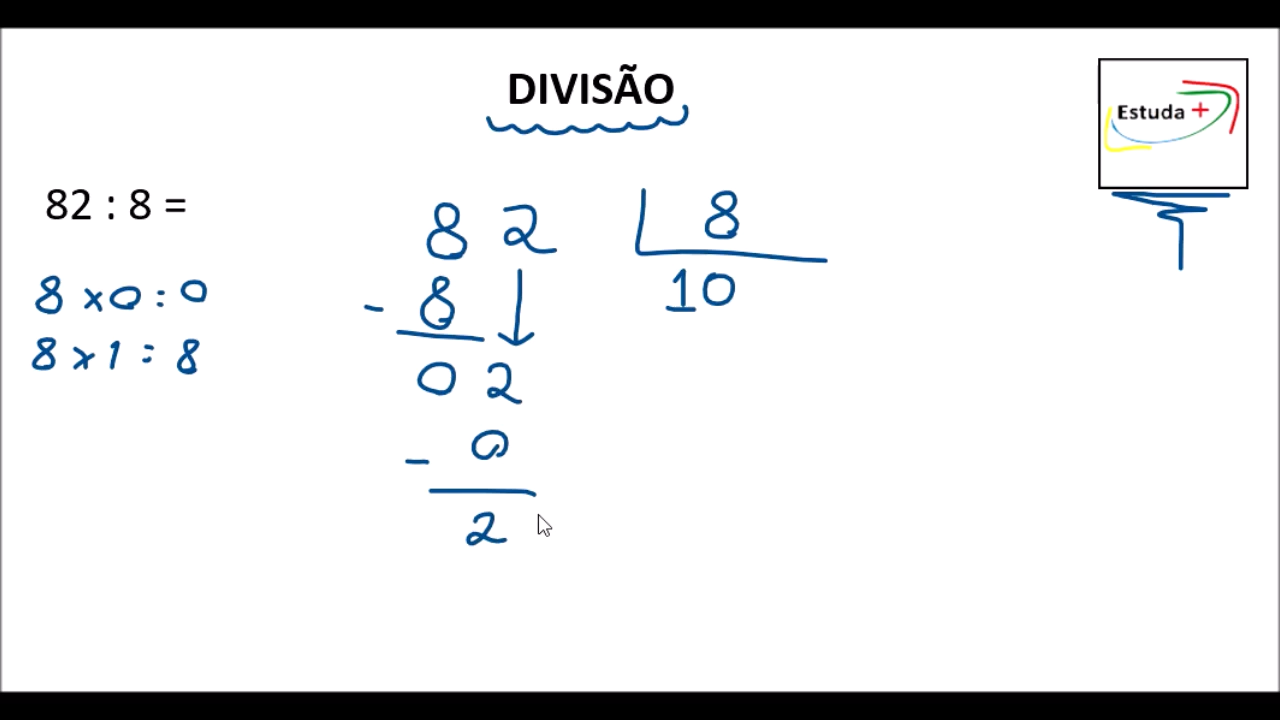 DIVISÃO
Estuda +
82 : 8 =
8 2 8
8 x 0 : 0
- 8 10
8 x 1 = 8
0 2
- 0
2